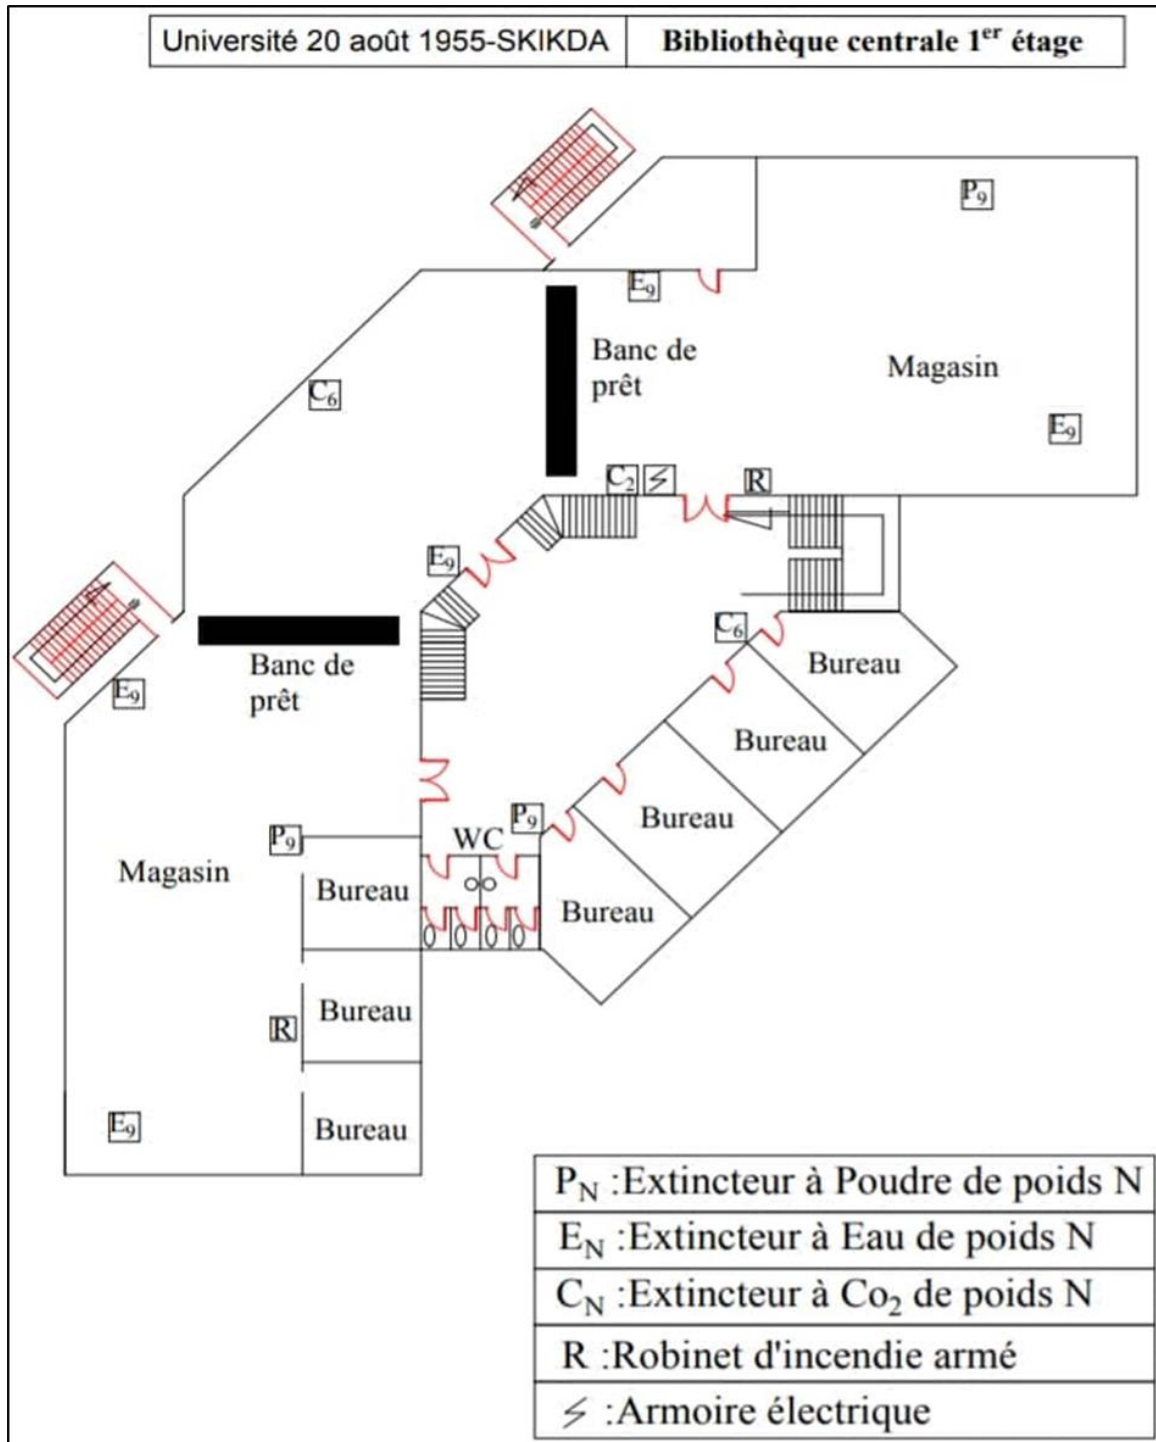 Université 20 août 1955-SKIKDA
Bibliothèque centrale 1er étage
P9
E9
Banc de
prêt
Magasin
C6
E9
C2
R
E9
C6
Bureau
Banc de
prêt
E9
Bureau
Bureau
P9
WC
P9
Magasin
Bureau
Bureau
Bureau
R
E9
Bureau
PN :Extincteur à Poudre de poids N
EN :Extincteur à Eau de poids N
CN :Extincteur à Co2 de poids N
R :Robinet d'incendie armé
:Armoire électrique